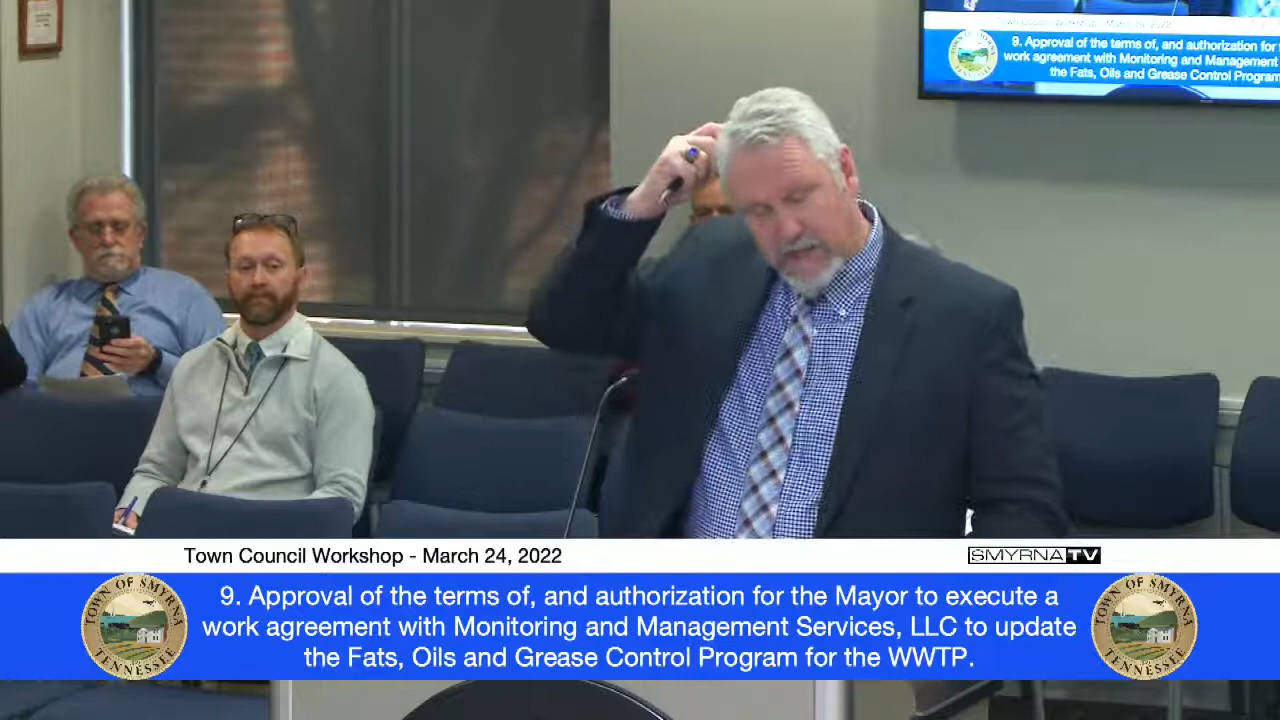 9. Approval of the terms of, and authorization for
work agreement with Monitoring and Management
the Fats, Oils and Grease Control Program
Town Council Workshop - March 24, 2022
SMYRNATV
9. Approval of the terms of, and authorization for the Mayor to execute a
work agreement with Monitoring and Management Services, LLC to update
the Fats, Oils and Grease Control Program for the WWTP.
TOWN OF SMYRNA
TENNESSEE
TOWN OF SMYRNA
TENNESSEE